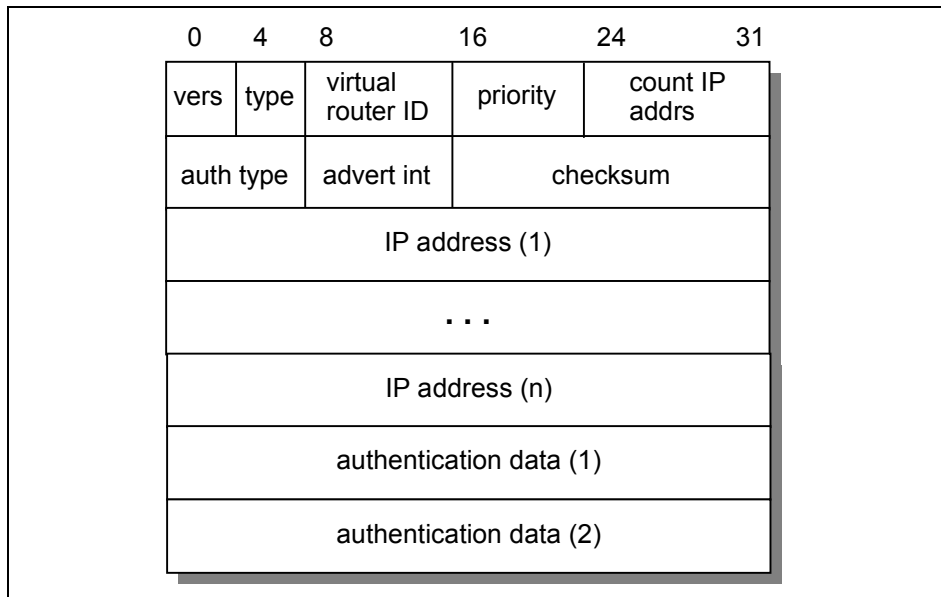 0 4 8 16 24 31
vers type virtual router ID priority count IP addrs
auth type advert int checksum
IP address (1)
. . .
IP address (n)
authentication data (1)
authentication data (2)